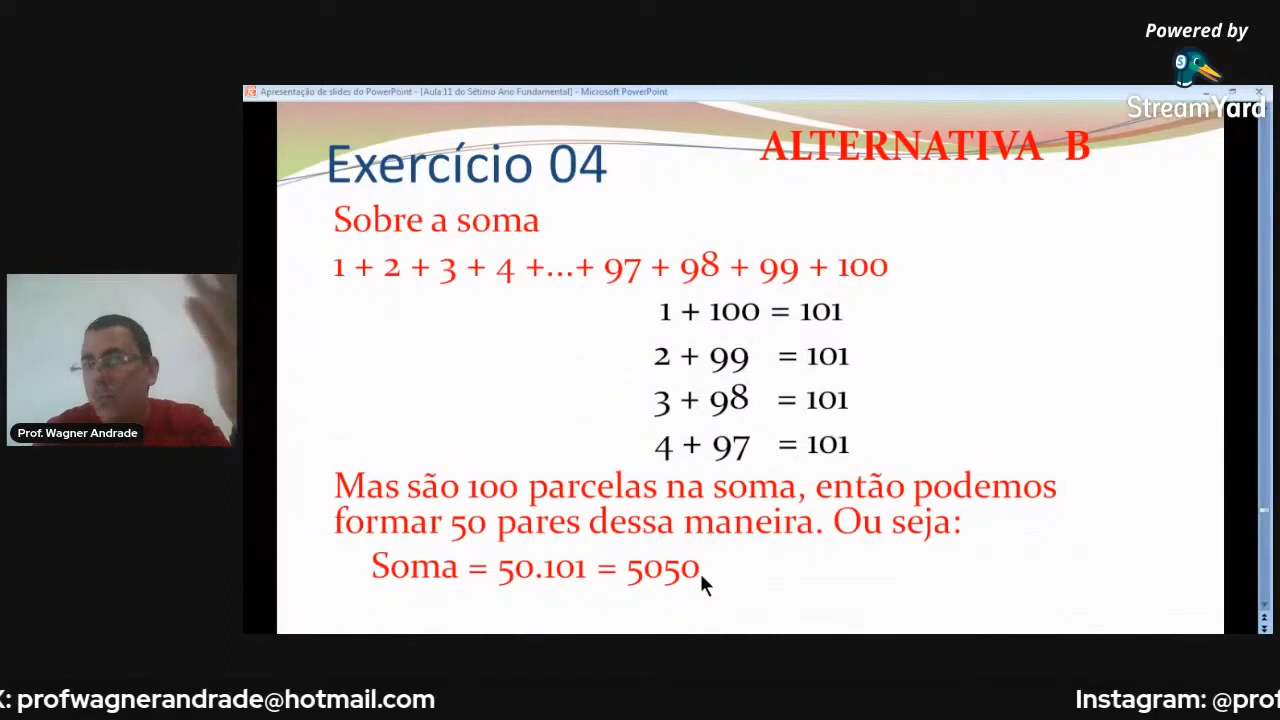 Powered by
StreamYard
Apresentação de slides do PowerPoint - [Aula 11 do Sétimo Ano Fundamental] - Microsoft PowerPoint
ALTERNATIVA B
Exercício 04
Sobre a soma
1 + 2 + 3 + 4 +...+ 97 + 98 + 99 + 100
1 + 100 = 101
2 + 99 = 101
3 + 98 = 101
4 + 97 = 101
Mas são 100 parcelas na soma, então podemos
formar 50 pares dessa maneira. Ou seja:
Soma = 50.101 = 5050
Prof. Wagner Andrade
: profwagnerandrade@hotmail.com
Instagram: @prof